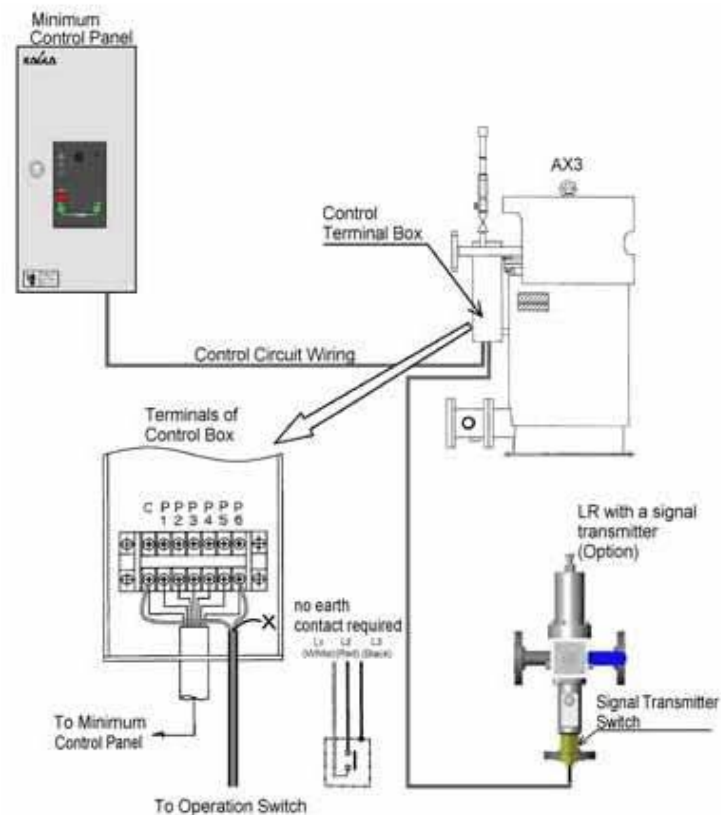 Minimum
Control Panel
KAGLA
AX3
Control
Terminal Box
Control Circuit Wiring
Terminals of
Control Box
C P P P P P P
1 2 3 4 5 6
LR with a signal
transmitter
(Option)
no earth
contact required
L1 L2 L3
(White) (Red) (Black)
X
Signal Transmitter
Switch
To Minimum
Control Panel
To Operation Switch